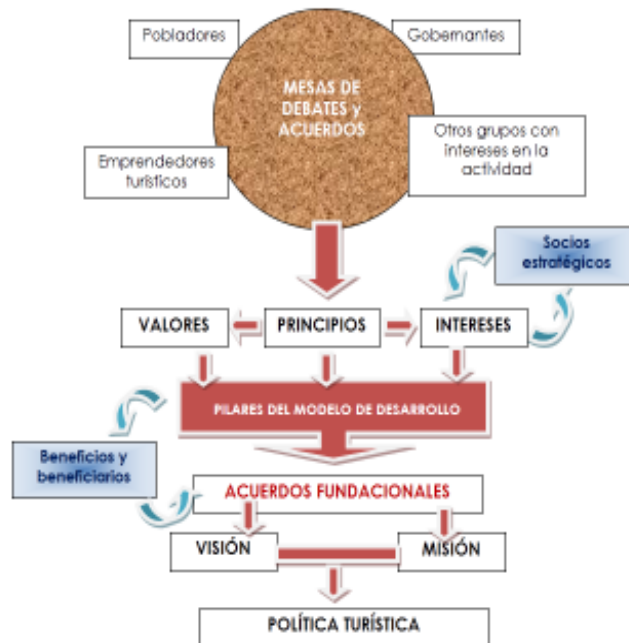 Pobladores
Gobernantes
MESAS DE
DEBATES y
ACUERDOS
Emprendedores
turísticos
Otros grupos con
intereses en la
actividad
Socios
estratégicos
VALORES
PRINCIPIOS
INTERESES
PILARES DEL MODELO DE DESARROLLO
Beneficios y
beneficiarios
ACUERDOS FUNDACIONALES
VISIÓN
MISIÓN
POLÍTICA TURÍSTICA